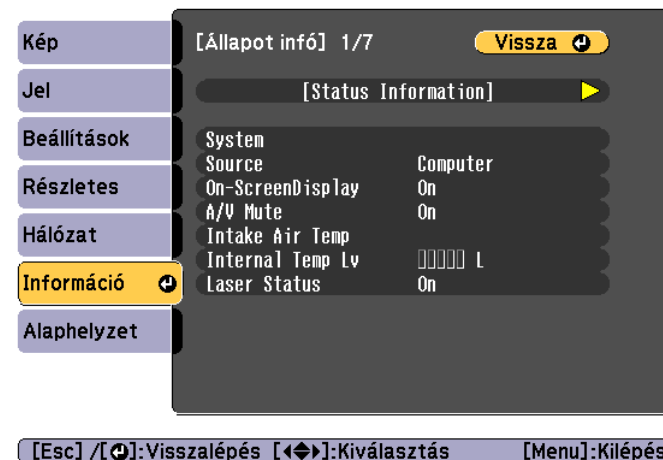 Kép
Jel
Beállítások
Részletes
Hálózat
Információ
Alaphelyzet
[Állapot infó] 1/7 Vissza
[Status Information]
System
Source Computer
On-ScreenDisplay On
A/V Mute On
Intake Air Temp
Internal Temp Lv L
Laser Status On
[Esc] /[ ]:Visszalépés [ ]:Kiválasztás [Menu]:Kilépés